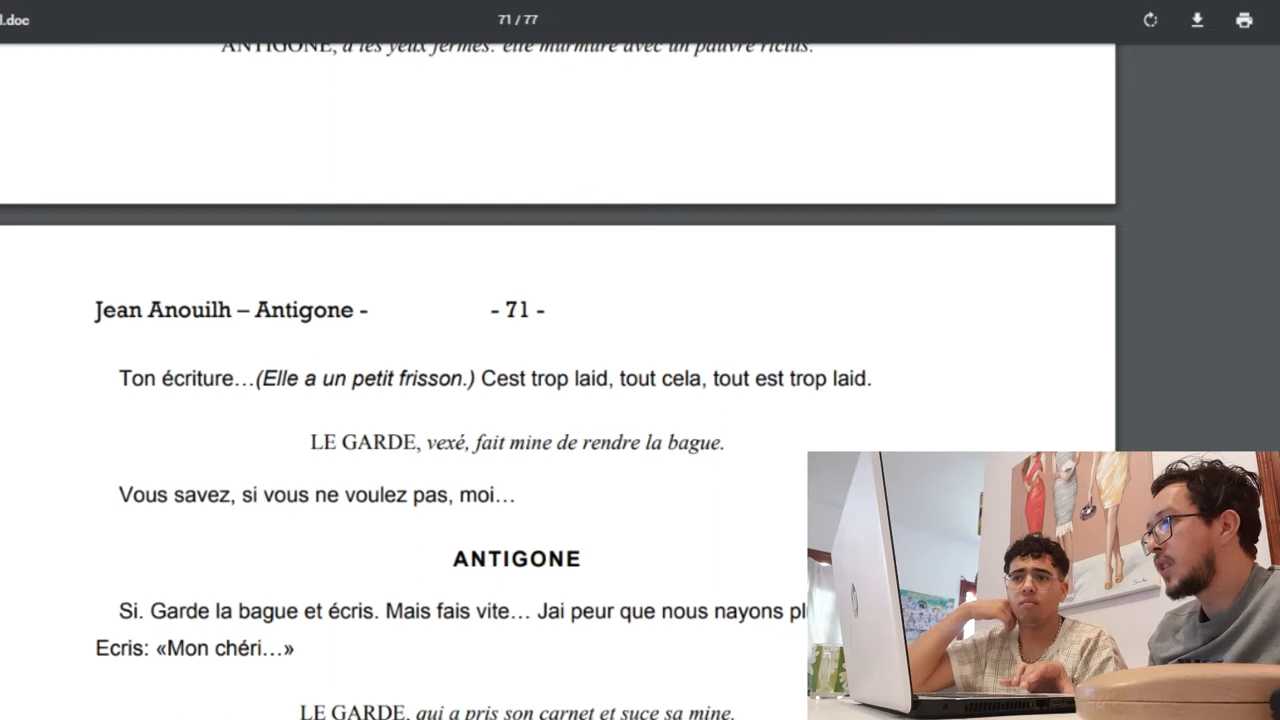 l.doc
71 / 77
ANTIGONE, a les yeux fermés: elle murmure avec un pauvre rictus.
Jean Anouilh – Antigone -
- 71 -
Ton écriture…(Elle a un petit frisson.) Cest trop laid, tout cela, tout est trop laid.
LE GARDE, vexé, fait mine de rendre la bague.
Vous savez, si vous ne voulez pas, moi…
ANTIGONE
Si. Garde la bague et écris. Mais fais vite… Jai peur que nous nayons pl
Ecris: «Mon chéri…»
LE GARDE, qui a pris son carnet et suce sa mine.